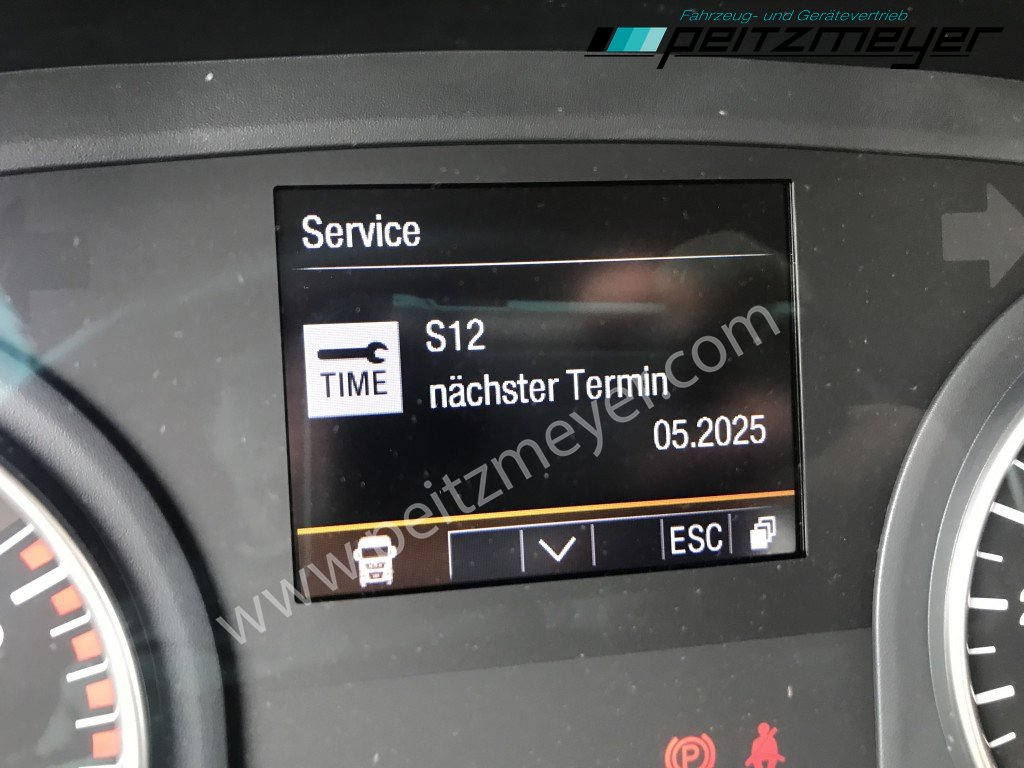 Fahrzeug- und Gerätevertrieb
peitzmeyer
Service
S12
TIME
nächster Termin
05.2025
ESC
www.peitzmeyer.com